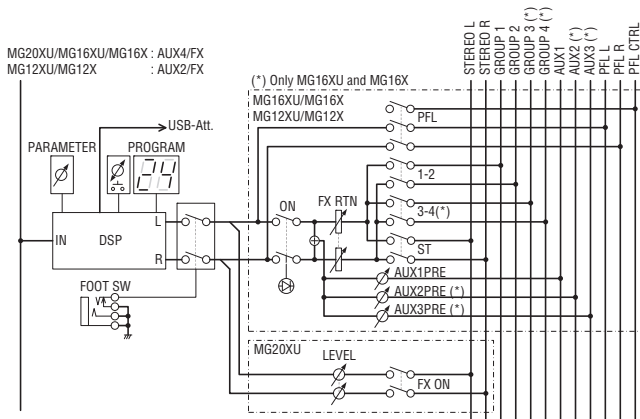 MG20XU/MG16XU/MG16X : AUX4/FX
MG12XU/MG12X : AUX2/FX
STEREO L
STEREO R
GROUP 1
GROUP 2
GROUP 3 (*)
GROUP 4 (*)
AUX1
AUX2 (*)
AUX3 (*)
PFL L
PFL R
PFL CTRL
(*) Only MG16XU and MG16X
MG16XU/MG16X
MG12XU/MG12X
PFL
USB-Att.
PARAMETER
PROGRAM
24
1-2
ON
FX RTN
3-4(*)
L
IN
DSP
R
ST
FOOT SW
AUX1PRE
AUX2PRE (*)
AUX3PRE (*)
MG20XU
LEVEL
FX ON